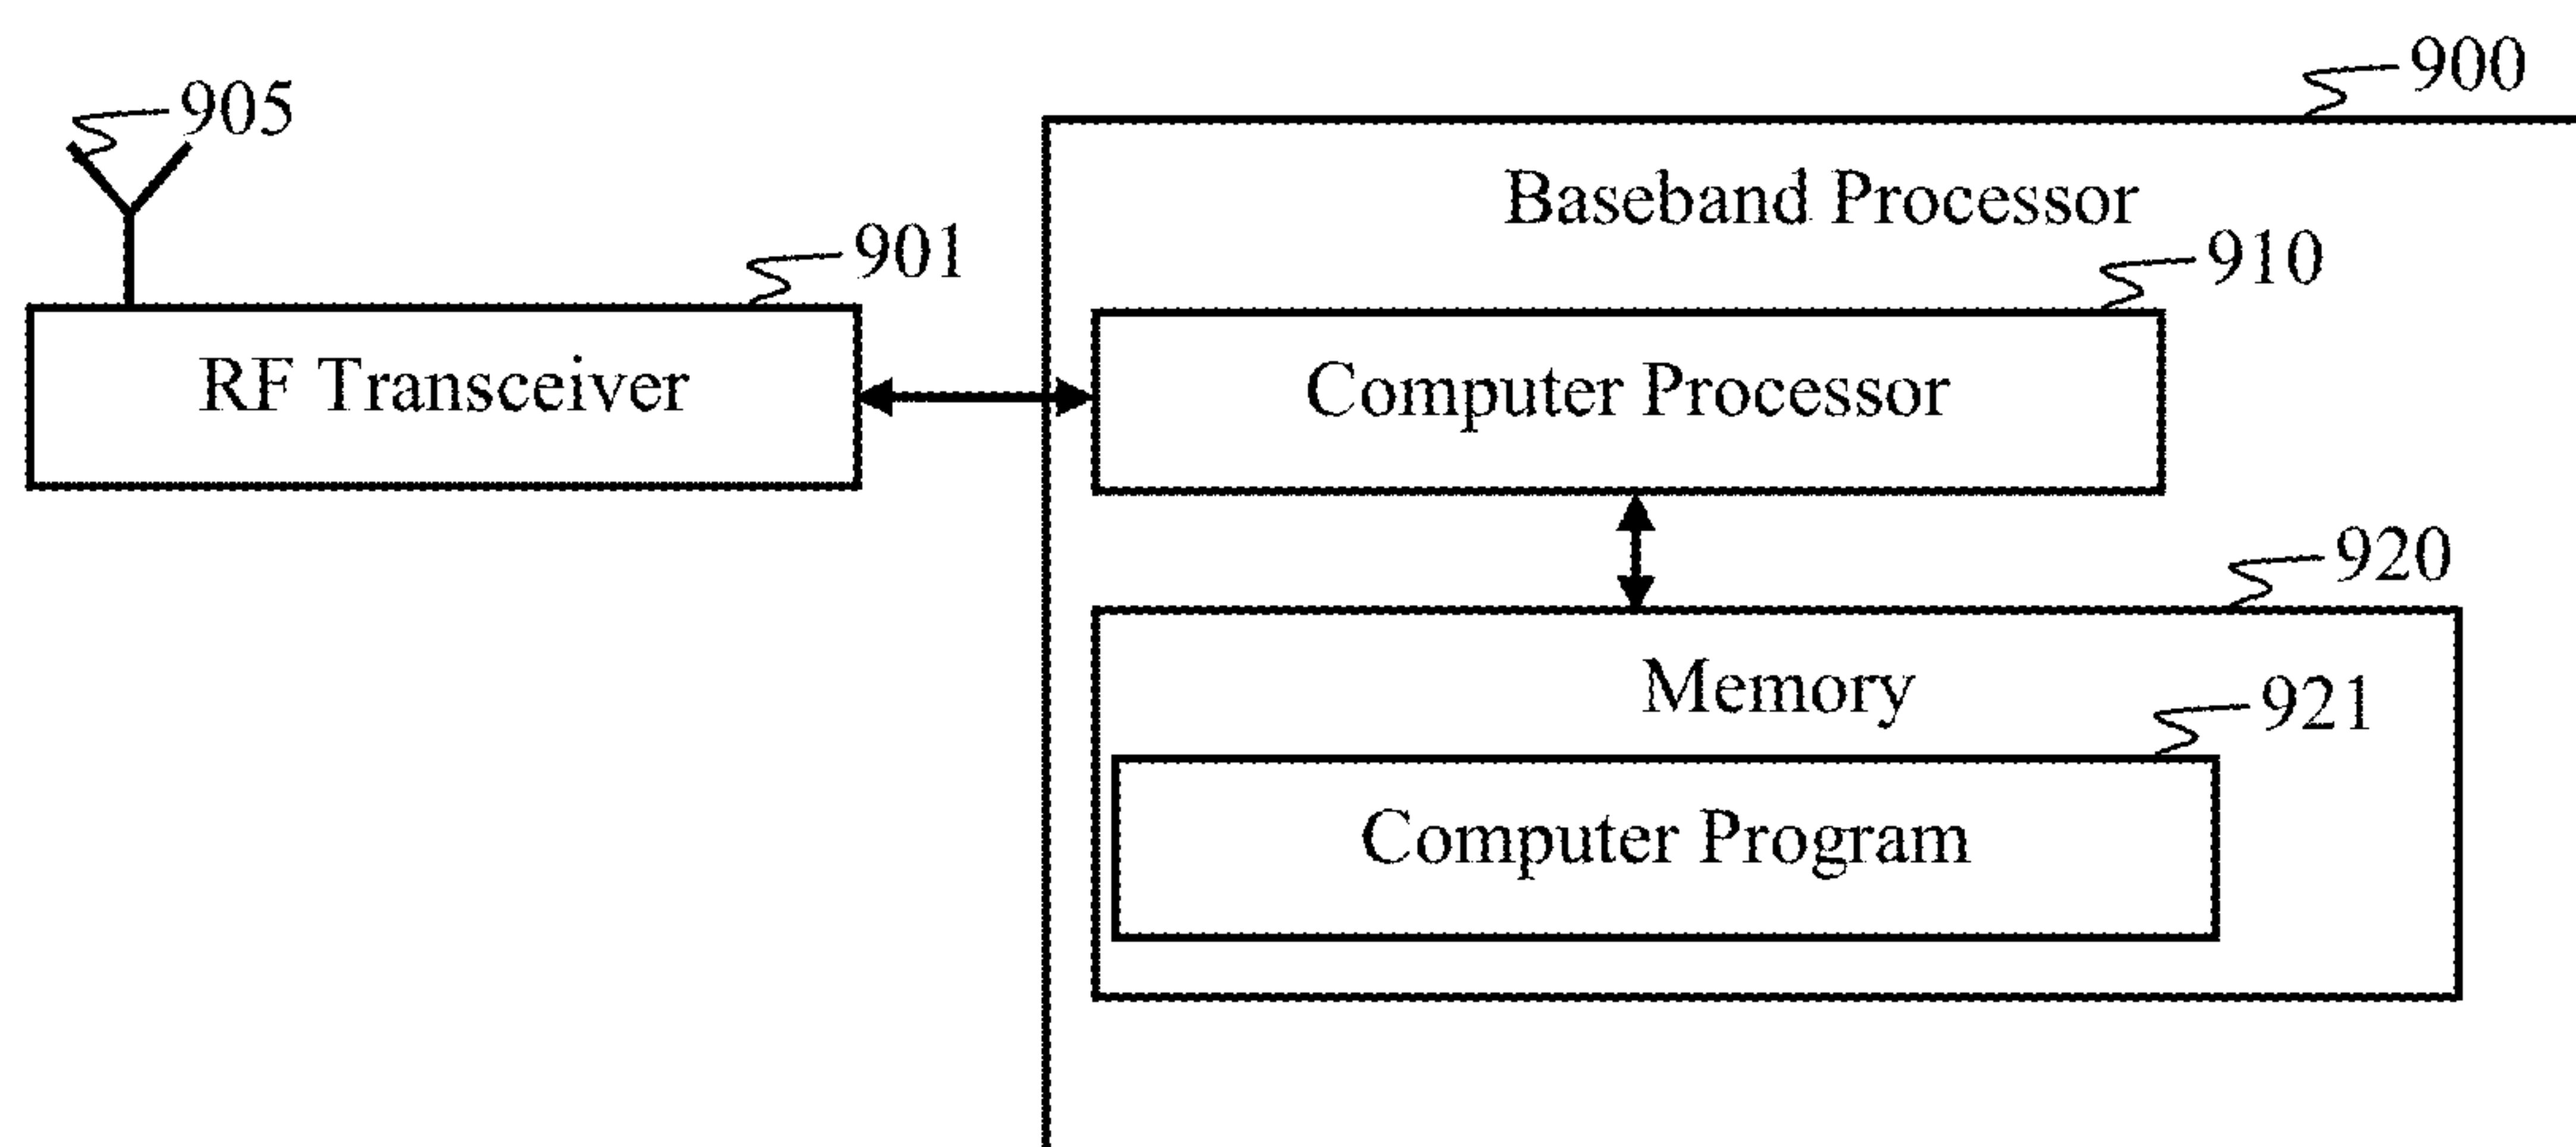 900
905
Baseband Processor
901
910
RF Transceiver
Computer Processor
920
Memory
921
Computer Program